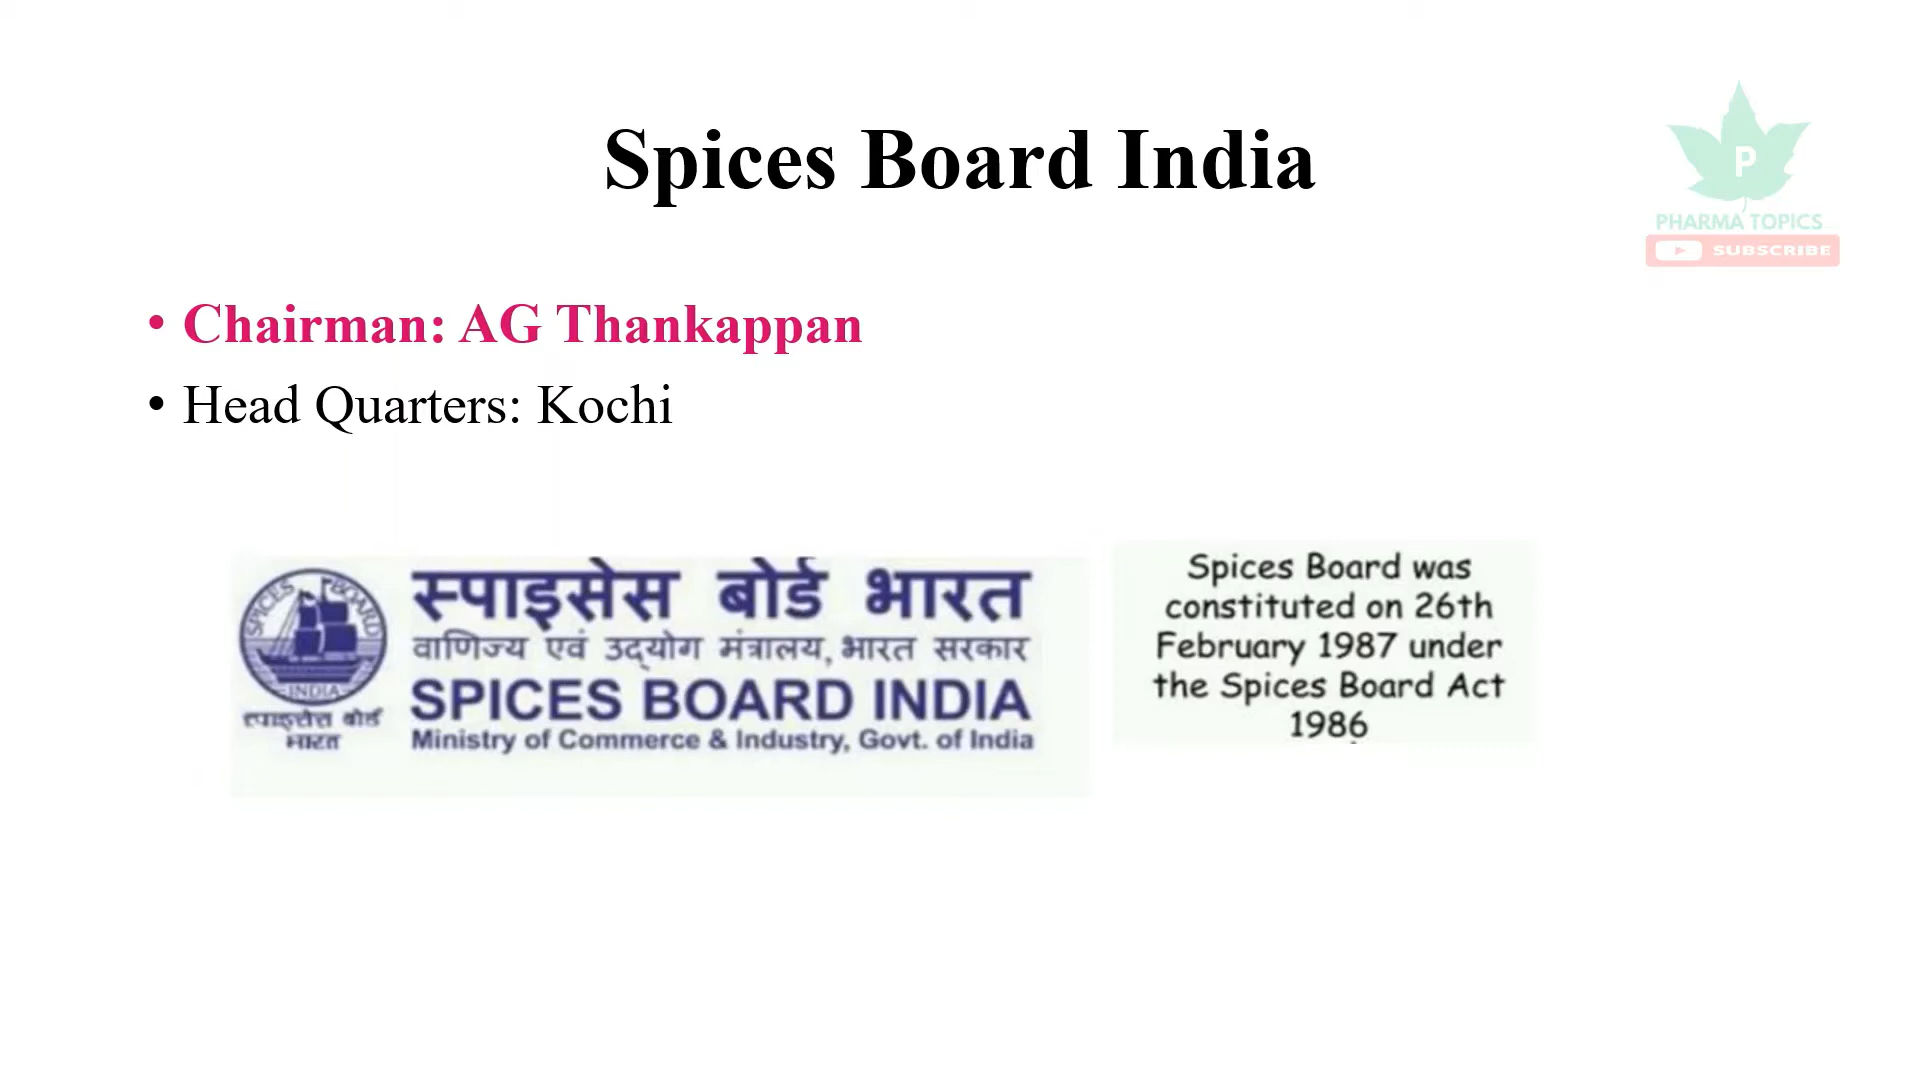 Spices Board India
P
PHARMA TOPICS
SUBSCRIBE
• Chairman: AG Thankappan
• Head Quarters: Kochi
SPICES BOARD
INDIA
स्पाइसेस बोर्ड
भारत
स्पाइसेस बोर्ड भारत
वाणिज्य एवं उद्योग मंत्रालय, भारत सरकार
SPICES BOARD INDIA
Ministry of Commerce & Industry, Govt. of India
Spices Board was
constituted on 26th
February 1987 under
the Spices Board Act
1986